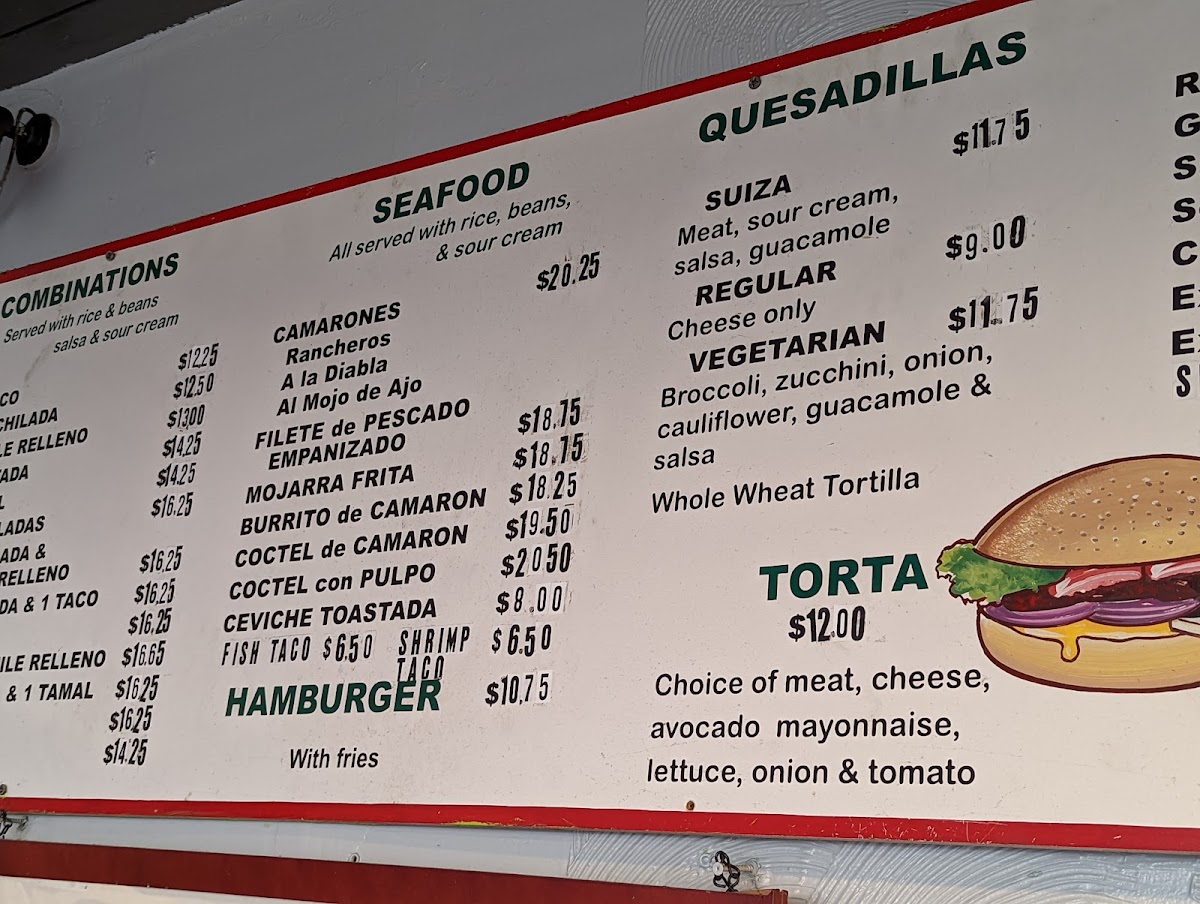 COMBINATIONS
Served with rice & beans
salsa & sour cream
$12.25
$12.50
$13.00
$14.25
$14.25
$16.25
$16.25
$16.25
$16.25
RELLENO $16.65
& 1 TAMAL $16.25
$16.25
$14.25
RELLENO
LADAS
RELLENO
& 1 TACO
SEAFOOD
All served with rice, beans,
& sour cream
$20.25
CAMARONES
Rancheros
A la Diabla
Al Mojo de Ajo
FILETE de PESCADO $18.75
EMPANIZADO
MOJARRA FRITA $18.75
BURRITO de CAMARON $18.25
COCTEL de CAMARON $19.50
COCTEL con PULPO $20.50
CEVICHE TOASTADA $8.00
FISH TACO $6.50 SHRIMP $6.50
TACO
HAMBURGER $10.75
With fries
QUESADILLAS
$11.75
SUIZA
Meat, sour cream,
salsa, guacamole
REGULAR $9.00
Cheese only
VEGETARIAN $11.75
Broccoli, zucchini, onion,
cauliflower, guacamole &
salsa
Whole Wheat Tortilla
TORTA
$12.00
Choice of meat, cheese,
avocado mayonnaise,
lettuce, onion & tomato